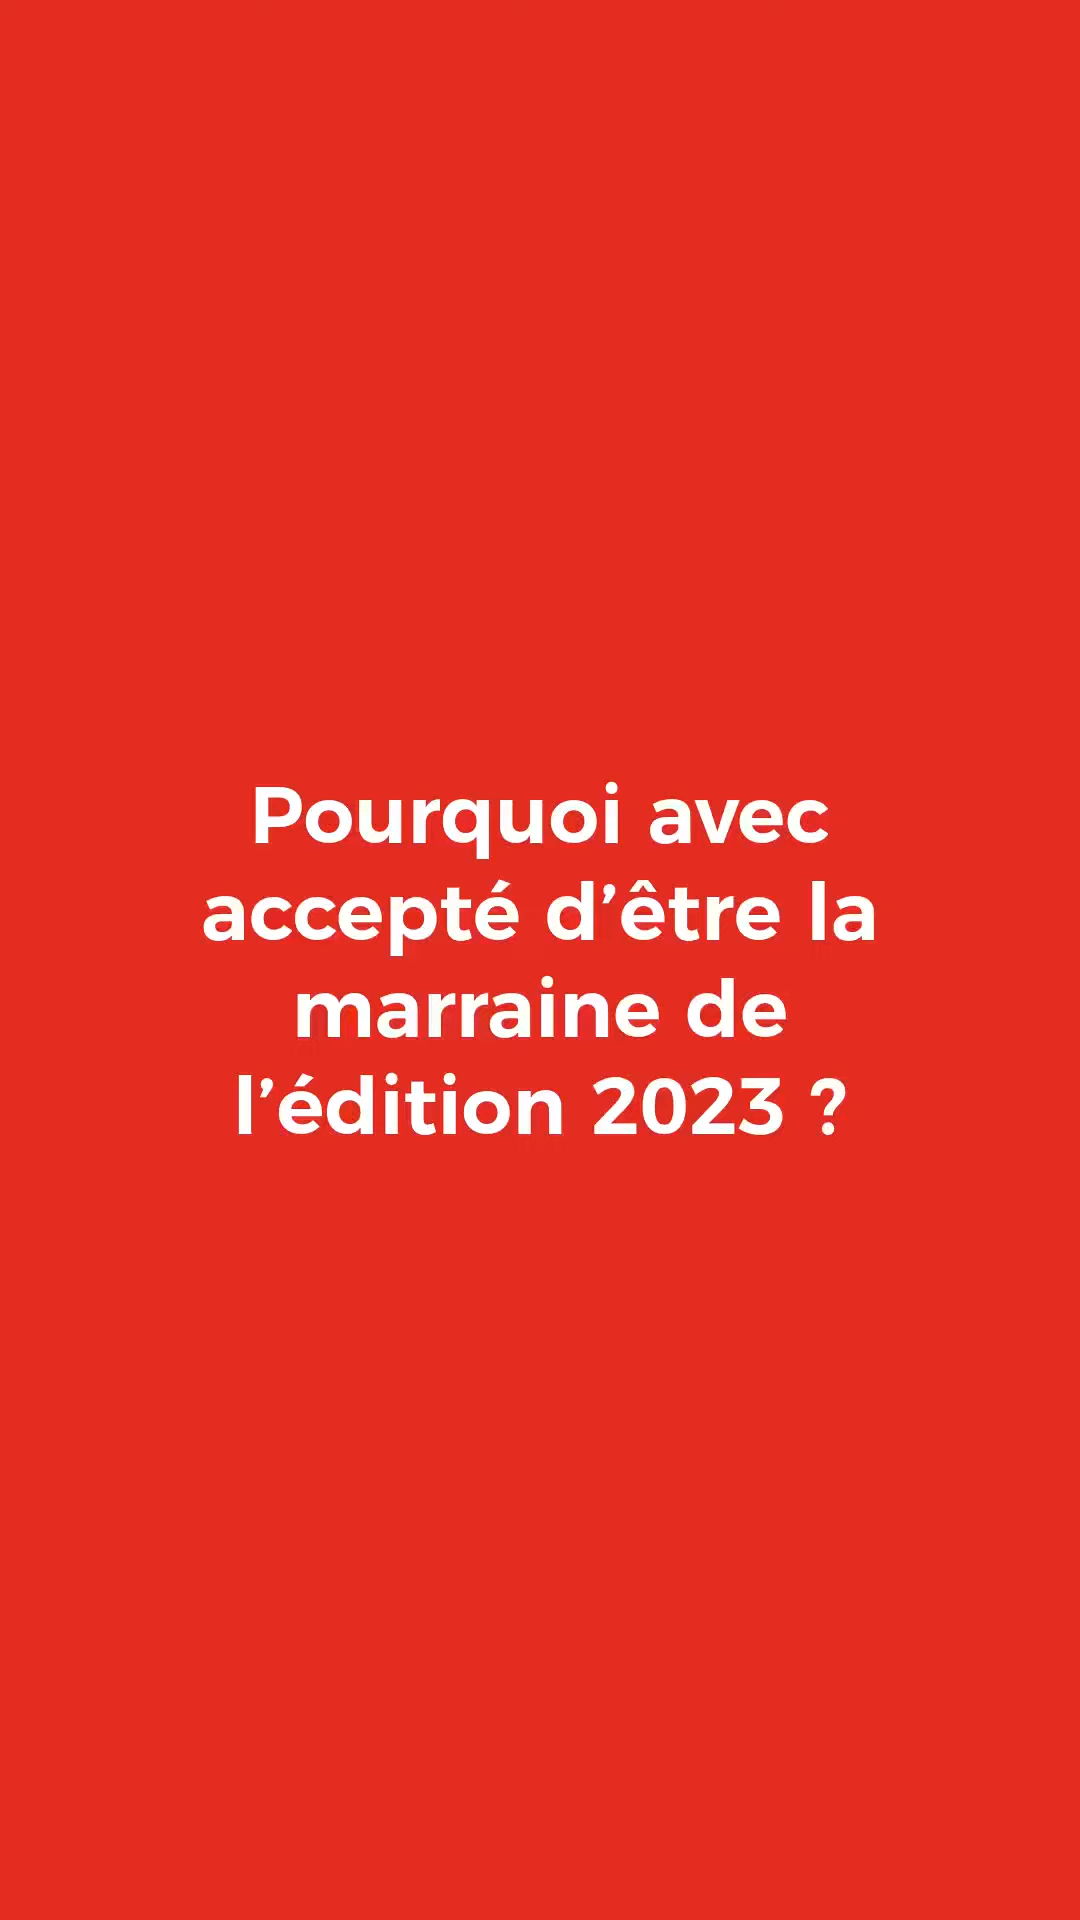 Pourquoi avec
accepté d’être la
marraine de
l’édition 2023 ?